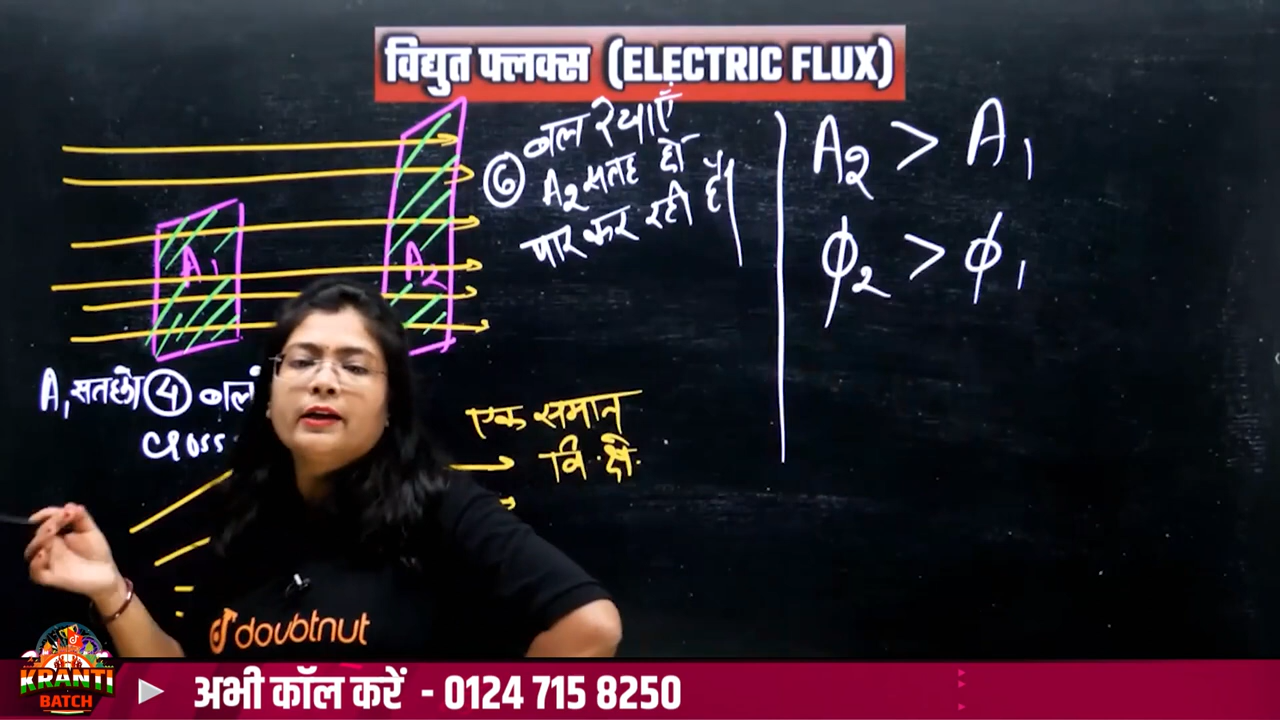 विद्युत फ्लक्स (ELECTRIC FLUX)
⑥ बल रेखाएँ
A₂ सतह को
पार कर रही हैं।
A₂ > A₁
ϕ₂ > ϕ₁
A₁
A₂
A₁ सतह को ④ बल
cross
एक समान
वि.क्षे.
doubtnut
KRANTI
BATCH
अभी कॉल करें - 0124 715 8250